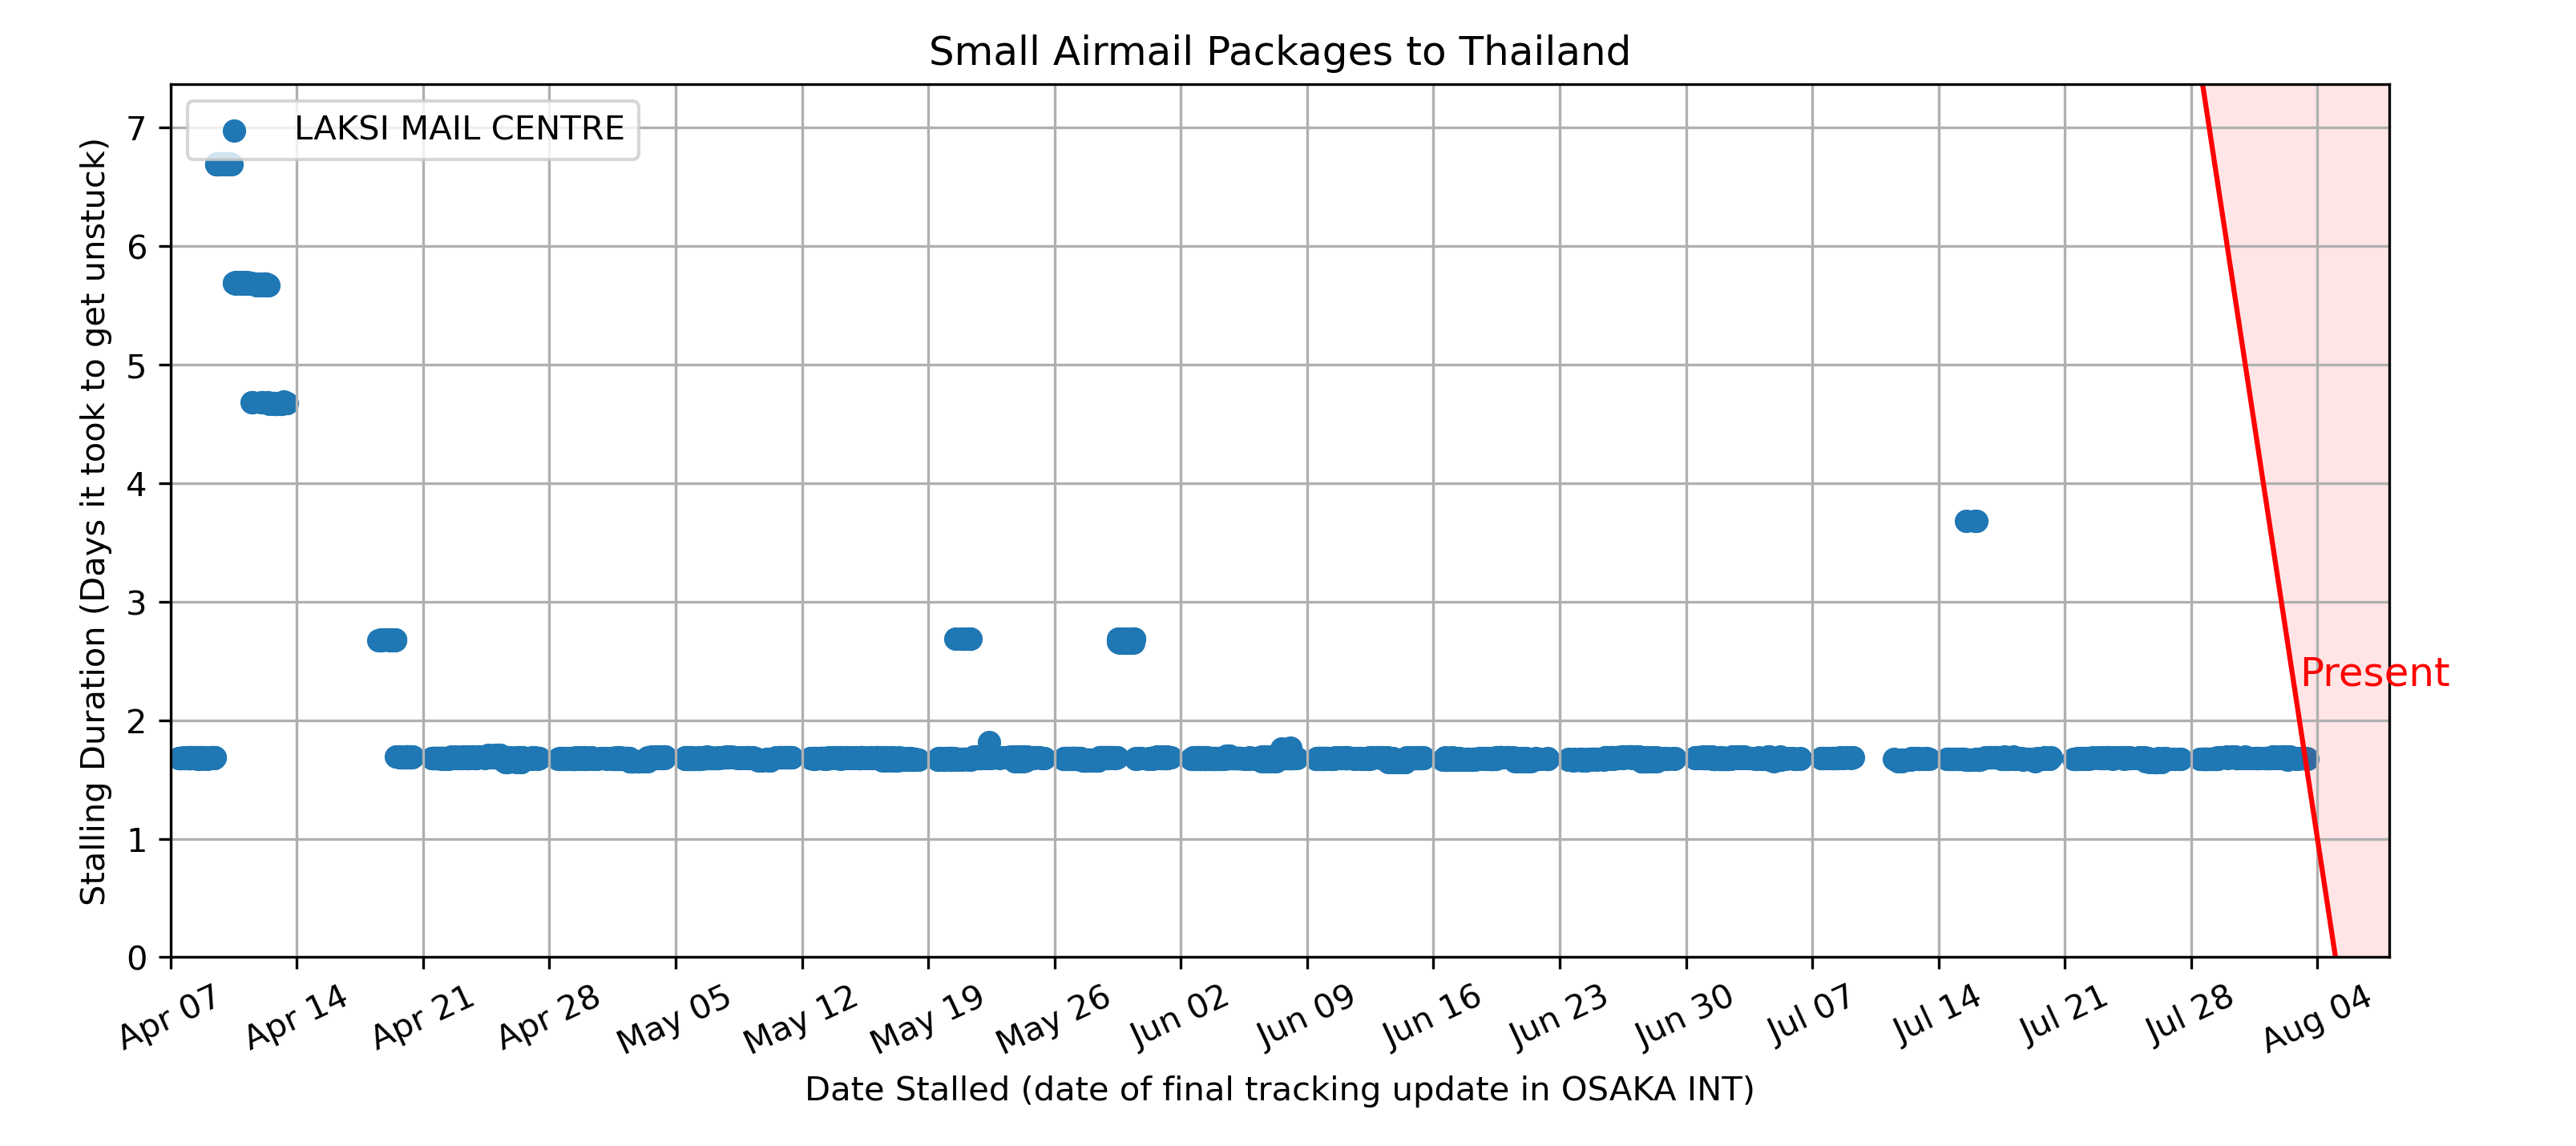 Small Airmail Packages to Thailand
LAKSI MAIL CENTRE
Stalling Duration (Days it took to get unstuck)
7
6
5
4
3
2
1
0
Present
Apr 07
Apr 14
Apr 21
Apr 28
May 05
May 12
May 19
May 26
Jun 02
Jun 09
Jun 16
Jun 23
Jun 30
Jul 07
Jul 14
Jul 21
Jul 28
Aug 04
Date Stalled (date of final tracking update in OSAKA INT)